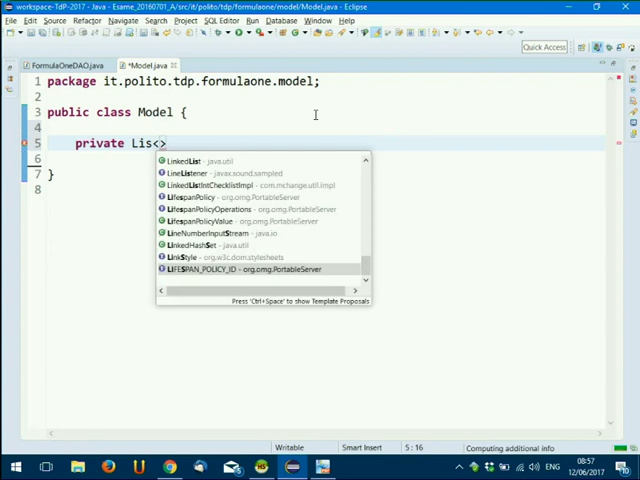 workspace-TdP-2017 - Java - Esame_20160701_A/src/it/polito/tdp/formulaone/model/Model.java - Eclipse
File Edit Source Refactor Navigate Search Project SQL Editor Run Database Window Help
Quick Access
FormulaOneDAO.java
*Model.java
1 package it.polito.tdp.formulaone.model;
2
3 public class Model {
4
5 private Lis<>
6
7 }
8
LinkedList - java.util
LineListener - javax.sound.sampled
LinkedListIntChecklistImpl - com.mchange.util.impl
LifespanPolicy - org.omg.PortableServer
LifespanPolicyOperations - org.omg.PortableServer
LifespanPolicyValue - org.omg.PortableServer
LineNumberInputStream - java.io
LinkedHashSet - java.util
LinkStyle - org.w3c.dom.stylesheets
LIFESPAN_POLICY_ID - org.omg.PortableServer
Press 'Ctrl+Space' to show Template Proposals
Writable
Smart Insert
5 : 16
Computing additional info
ENG
08:57
12/06/2017